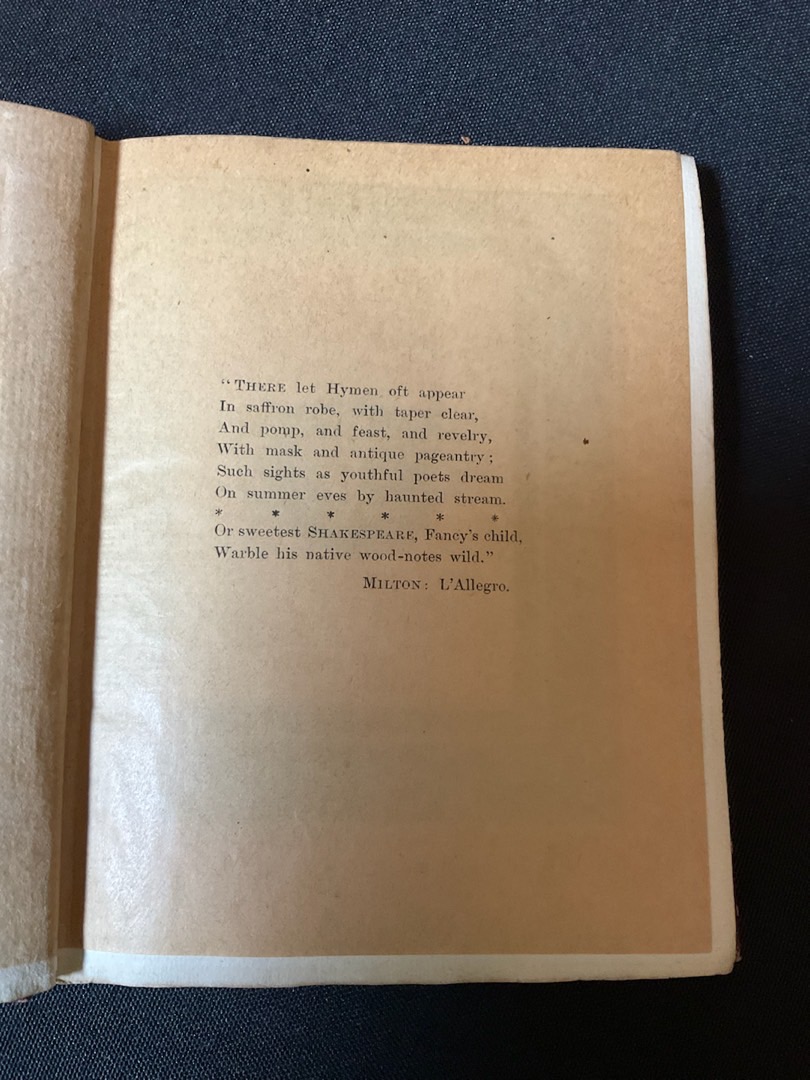 “THERE let Hymen oft appear
In saffron robe, with taper clear,
And pomp, and feast, and revelry,
With mask and antique pageantry;
Such sights as youthful poets dream
On summer eves by haunted stream.
* * * * * *
Or sweetest SHAKESPEARE, Fancy’s child,
Warble his native wood-notes wild.”
MILTON: L’Allegro.